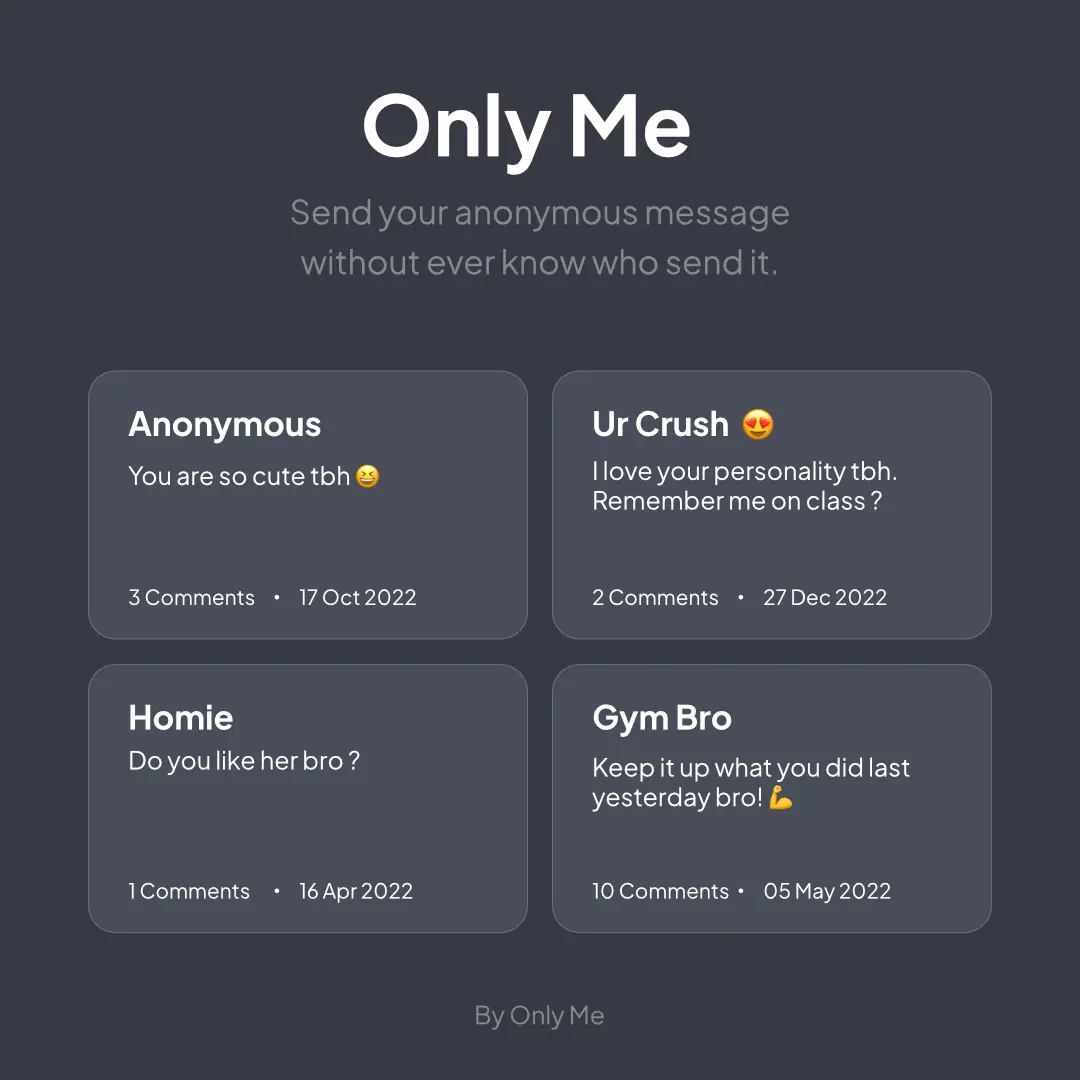 Only Me
Send your anonymous message
without ever know who send it.
Anonymous
You are so cute tbh 😆
3 Comments • 17 Oct 2022
Ur Crush 😍
I love your personality tbh.
Remember me on class ?
2 Comments • 27 Dec 2022
Homie
Do you like her bro ?
1 Comments • 16 Apr 2022
Gym Bro
Keep it up what you did last
yesterday bro! 💪
10 Comments • 05 May 2022
By Only Me